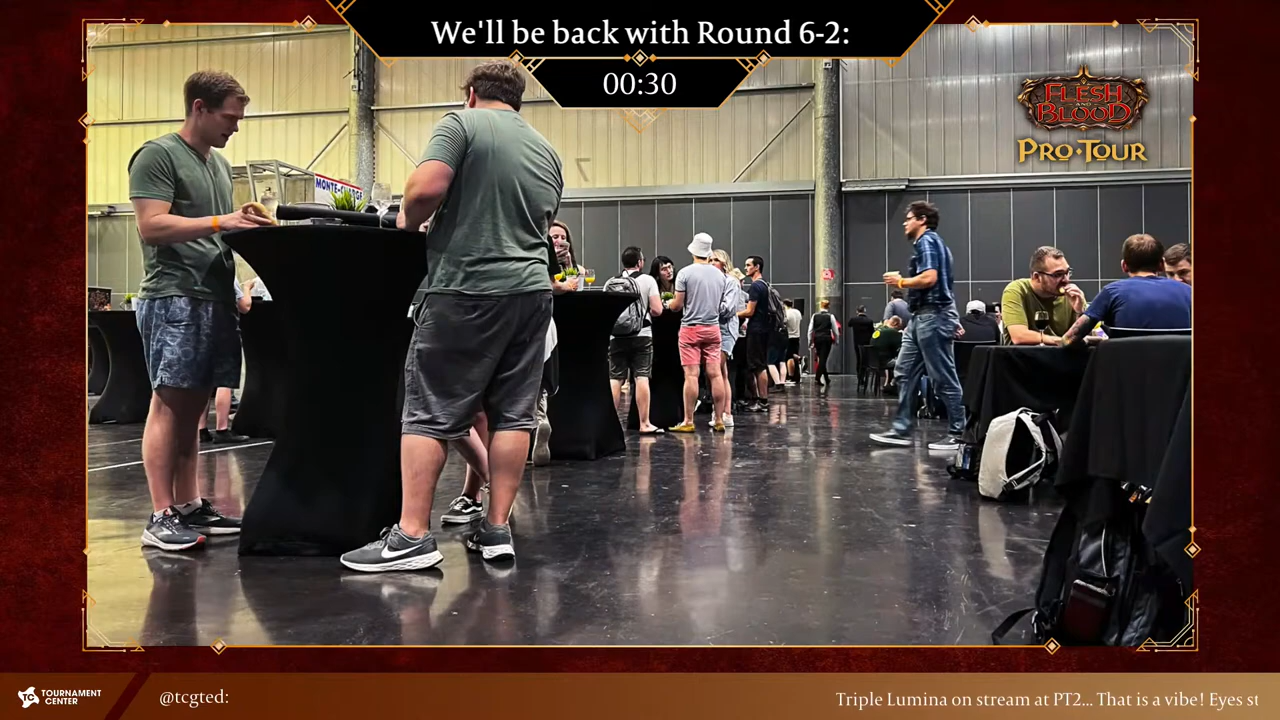 We'll be back with Round 6-2:
00:30
FLESH
AND
BLOOD
PRO·TOUR
MONTE-CHARGE
TOURNAMENT
CENTER
@tcgted:
Triple Lumina on stream at PT2... That is a vibe! Eyes st